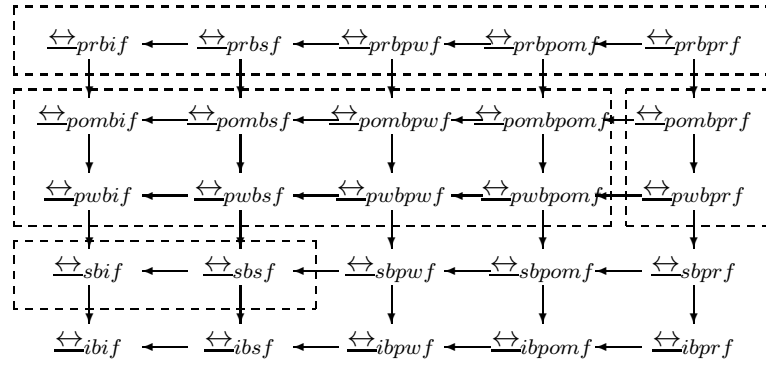 ↔prbif ↔prbsf ↔prbpwf ↔prbpomf ↔prbprf
↔pombif ↔pombsf ↔pombpwf ↔pombpomf ↔pombprf
↔pwbif ↔pwbsf ↔pwbpwf ↔pwbpomf ↔pwbprf
↔sbif ↔sbsf ↔sbpwf ↔sbpomf ↔sbprf
↔ibif ↔ibsf ↔ibpwf ↔ibpomf ↔ibprf